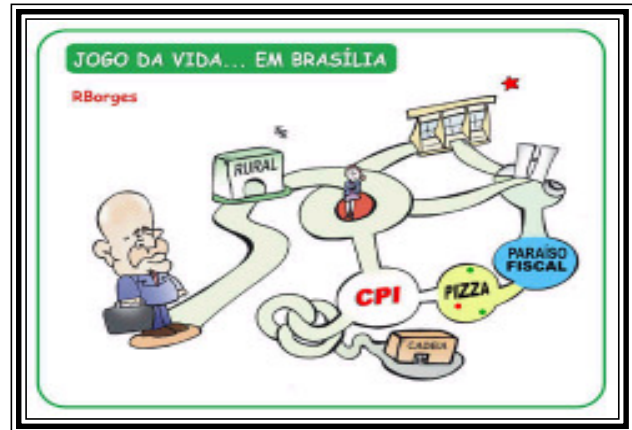 JOGO DA VIDA... EM BRASÍLIA
RBorges
RURAL
PARAÍSO
FISCAL
CPI
PIZZA
CADEIA